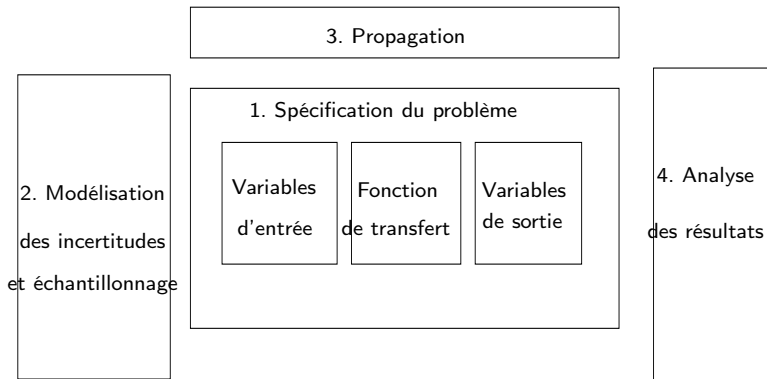 3. Propagation
1. Spécification du problème
2. Modélisation
des incertitudes
et échantillonnage
Variables
d'entrée
Fonction
de transfert
Variables
de sortie
4. Analyse
des résultats